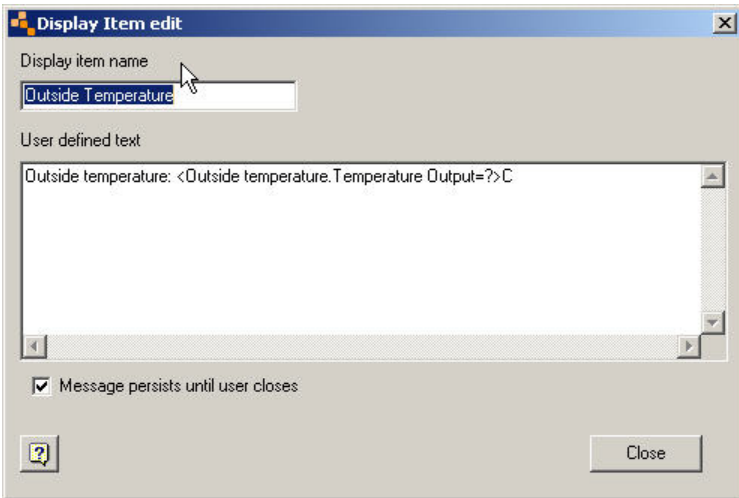 Display Item edit
Display item name
Outside Temperature
User defined text
Outside temperature: <Outside temperature.Temperature Output=?>C
Message persists until user closes
Close